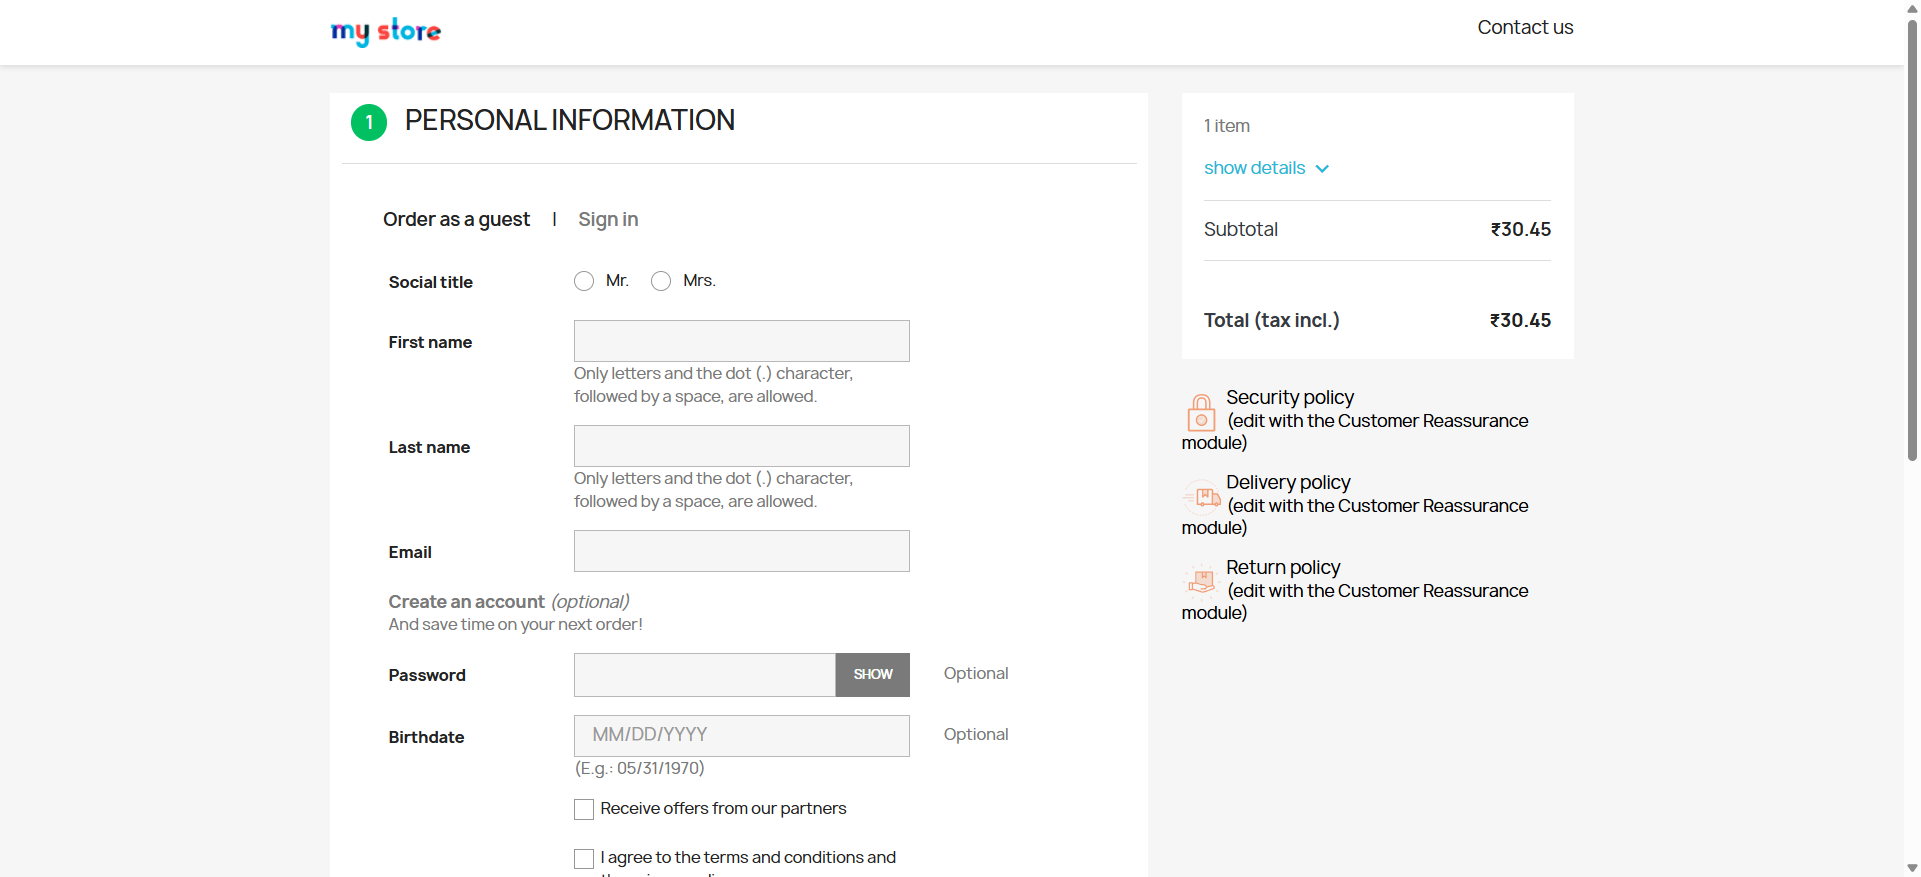 my store
Contact us
1 PERSONAL INFORMATION
Order as a guest | Sign in
Social title Mr. Mrs.
First name
Only letters and the dot (.) character,
followed by a space, are allowed.
Last name
Only letters and the dot (.) character,
followed by a space, are allowed.
Email
Create an account (optional)
And save time on your next order!
Password SHOW Optional
Birthdate MM/DD/YYYY Optional
(E.g.: 05/31/1970)
Receive offers from our partners
I agree to the terms and conditions and
1 item
show details
Subtotal ₹30.45
Total (tax incl.) ₹30.45
Security policy
(edit with the Customer Reassurance
module)
Delivery policy
(edit with the Customer Reassurance
module)
Return policy
(edit with the Customer Reassurance
module)